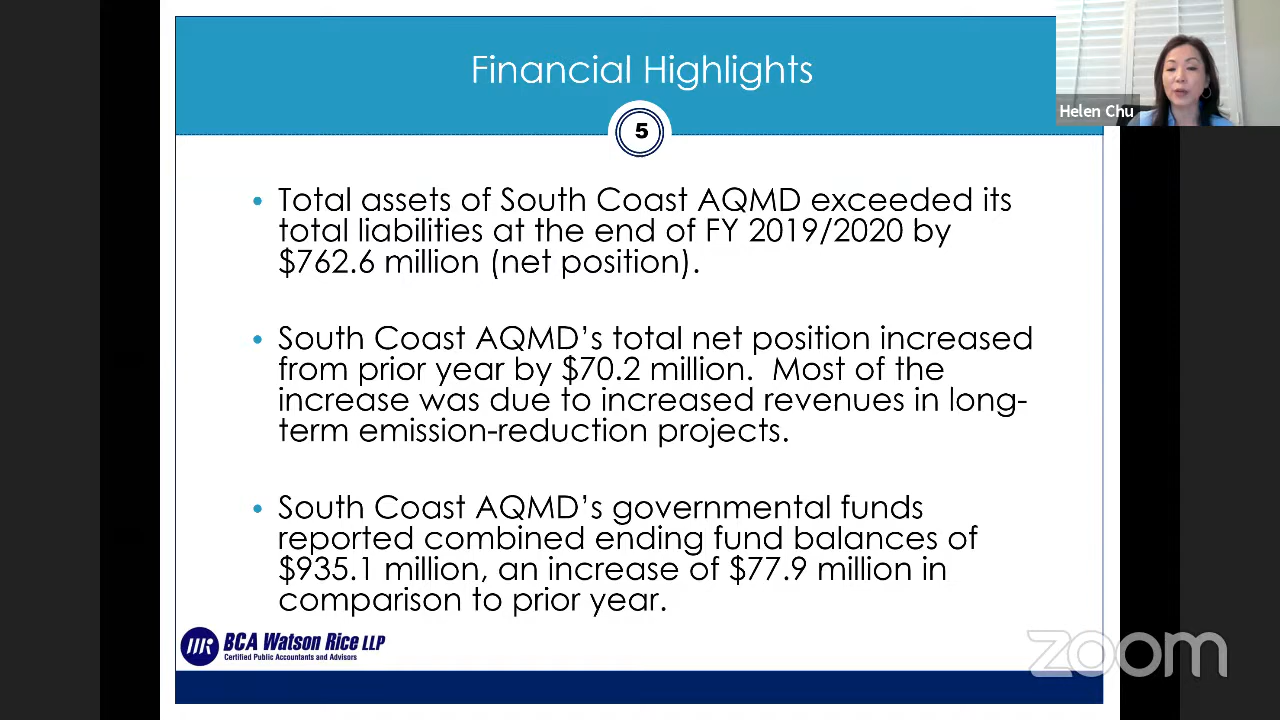 Financial Highlights
Helen Chu
5
• Total assets of South Coast AQMD exceeded its
total liabilities at the end of FY 2019/2020 by
$762.6 million (net position).
• South Coast AQMD’s total net position increased
from prior year by $70.2 million.  Most of the
increase was due to increased revenues in long-
term emission-reduction projects.
• South Coast AQMD’s governmental funds
reported combined ending fund balances of
$935.1 million, an increase of $77.9 million in
comparison to prior year.
BCA Watson Rice LLP
Certified Public Accountants and Advisors
zoom